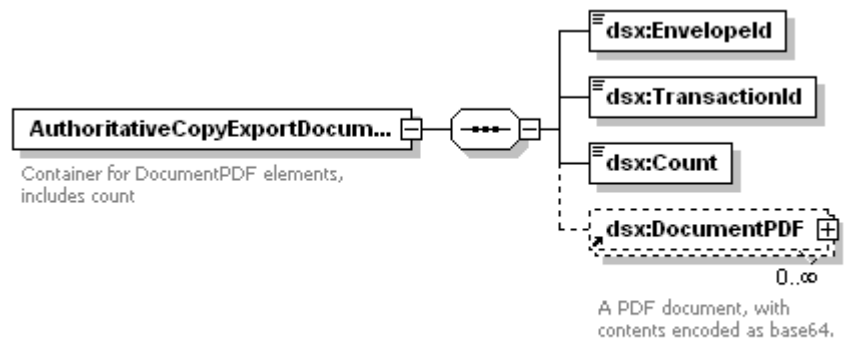 dsx:EnvelopeId
dsx:TransactionId
AuthoritativeCopyExportDocum...
Container for DocumentPDF elements,
includes count
dsx:Count
dsx:DocumentPDF
0..∞
A PDF document, with
contents encoded as base64.